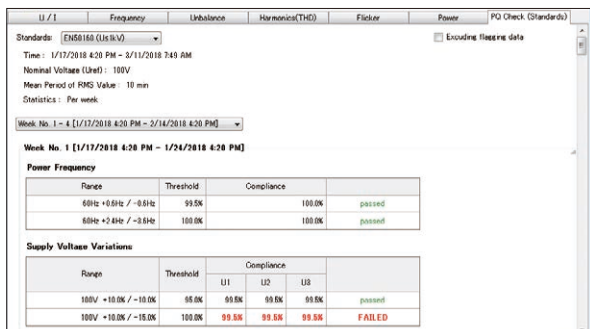 U / I Frequency Unbalance Harmonics(THD) Flicker Power PQ Check (Standards)
Standards: EN50160 (U≤1kV) Excuding flagging data
Time : 1/17/2018 4:20 PM - 3/11/2018 7:49 AM
Nominal Voltage (Uref) : 100V
Mean Period of RMS Value : 10 min
Statistics : Per week
Week No. 1 - 4 [1/17/2018 4:20 PM - 2/14/2018 4:20 PM]
Week No. 1 [1/17/2018 4:20 PM - 1/24/2018 4:20 PM]
Power Frequency
Range Threshold Compliance
60Hz +0.6Hz / -0.6Hz 99.5% 100.0% passed
60Hz +2.4Hz / -3.6Hz 100.0% 100.0% passed
Supply Voltage Variations
Range Threshold Compliance
U1 U2 U3
100V +10.0% / -10.0% 95.0% 99.5% 99.5% 99.5% passed
100V +10.0% / -15.0% 100.0% 99.5% 99.5% 99.5% FAILED